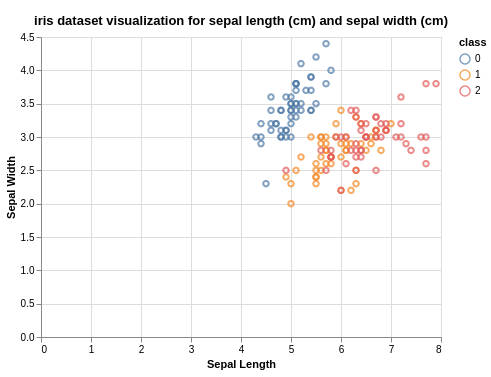 iris dataset visualization for sepal length (cm) and sepal width (cm)
class
0
1
2
4.5
4.0
3.5
3.0
2.5
2.0
1.5
1.0
0.5
0.0
Sepal Width
0 1 2 3 4 5 6 7 8
Sepal Length